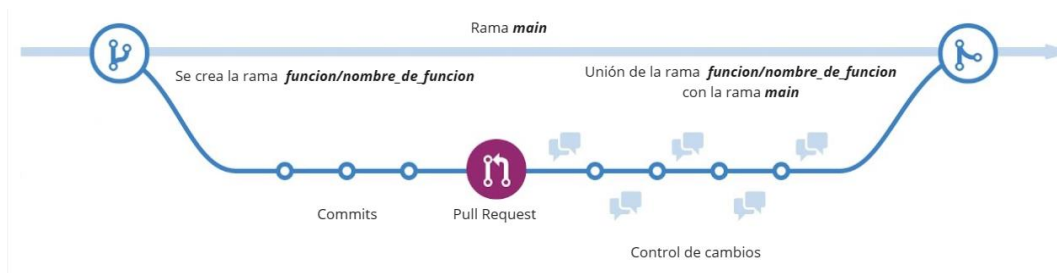 Rama main
Se crea la rama funcion/nombre_de_funcion
Unión de la rama funcion/nombre_de_funcion
con la rama main
Commits
Pull Request
Control de cambios